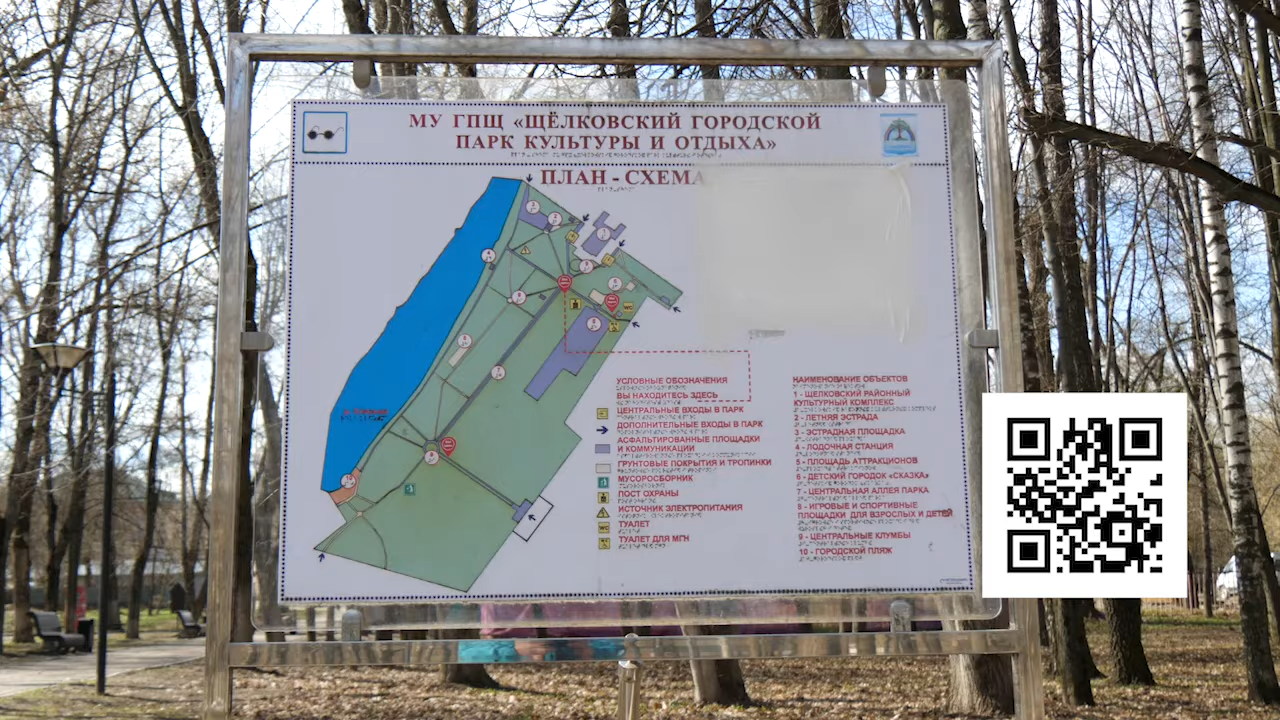 МУ ГПЩ «ЩЁЛКОВСКИЙ ГОРОДСКОЙ
ПАРК КУЛЬТУРЫ И ОТДЫХА»
ПЛАН - СХЕМА
УСЛОВНЫЕ ОБОЗНАЧЕНИЯ
ВЫ НАХОДИТЕСЬ ЗДЕСЬ
ЦЕНТРАЛЬНЫЕ ВХОДЫ В ПАРК
ДОПОЛНИТЕЛЬНЫЕ ВХОДЫ В ПАРК
АСФАЛЬТИРОВАННЫЕ ПЛОЩАДКИ
И КОММУНИКАЦИИ
ГРУНТОВЫЕ ПОКРЫТИЯ И ТРОПИНКИ
МУСОРОСБОРНИК
ПОСТ ОХРАНЫ
ИСТОЧНИК ЭЛЕКТРОПИТАНИЯ
WC ТУАЛЕТ
ТУАЛЕТ ДЛЯ МГН
НАИМЕНОВАНИЕ ОБЪЕКТОВ
1 - ЩЕЛКОВСКИЙ РАЙОННЫЙ
КУЛЬТУРНЫЙ КОМПЛЕКС
2 - ЛЕТНЯЯ ЭСТРАДА
3 - ЭСТРАДНАЯ ПЛОЩАДКА
4 - ЛОДОЧНАЯ СТАНЦИЯ
5 - ПЛОЩАДЬ АТТРАКЦИОНОВ
6 - ДЕТСКИЙ ГОРОДОК «СКАЗКА»
7 - ЦЕНТРАЛЬНАЯ АЛЛЕЯ ПАРКА
8 - ИГРОВЫЕ И СПОРТИВНЫЕ
ПЛОЩАДКИ ДЛЯ ВЗРОСЛЫХ И ДЕТЕЙ
9 - ЦЕНТРАЛЬНЫЕ КЛУМБЫ
10 - ГОРОДСКОЙ ПЛЯЖ